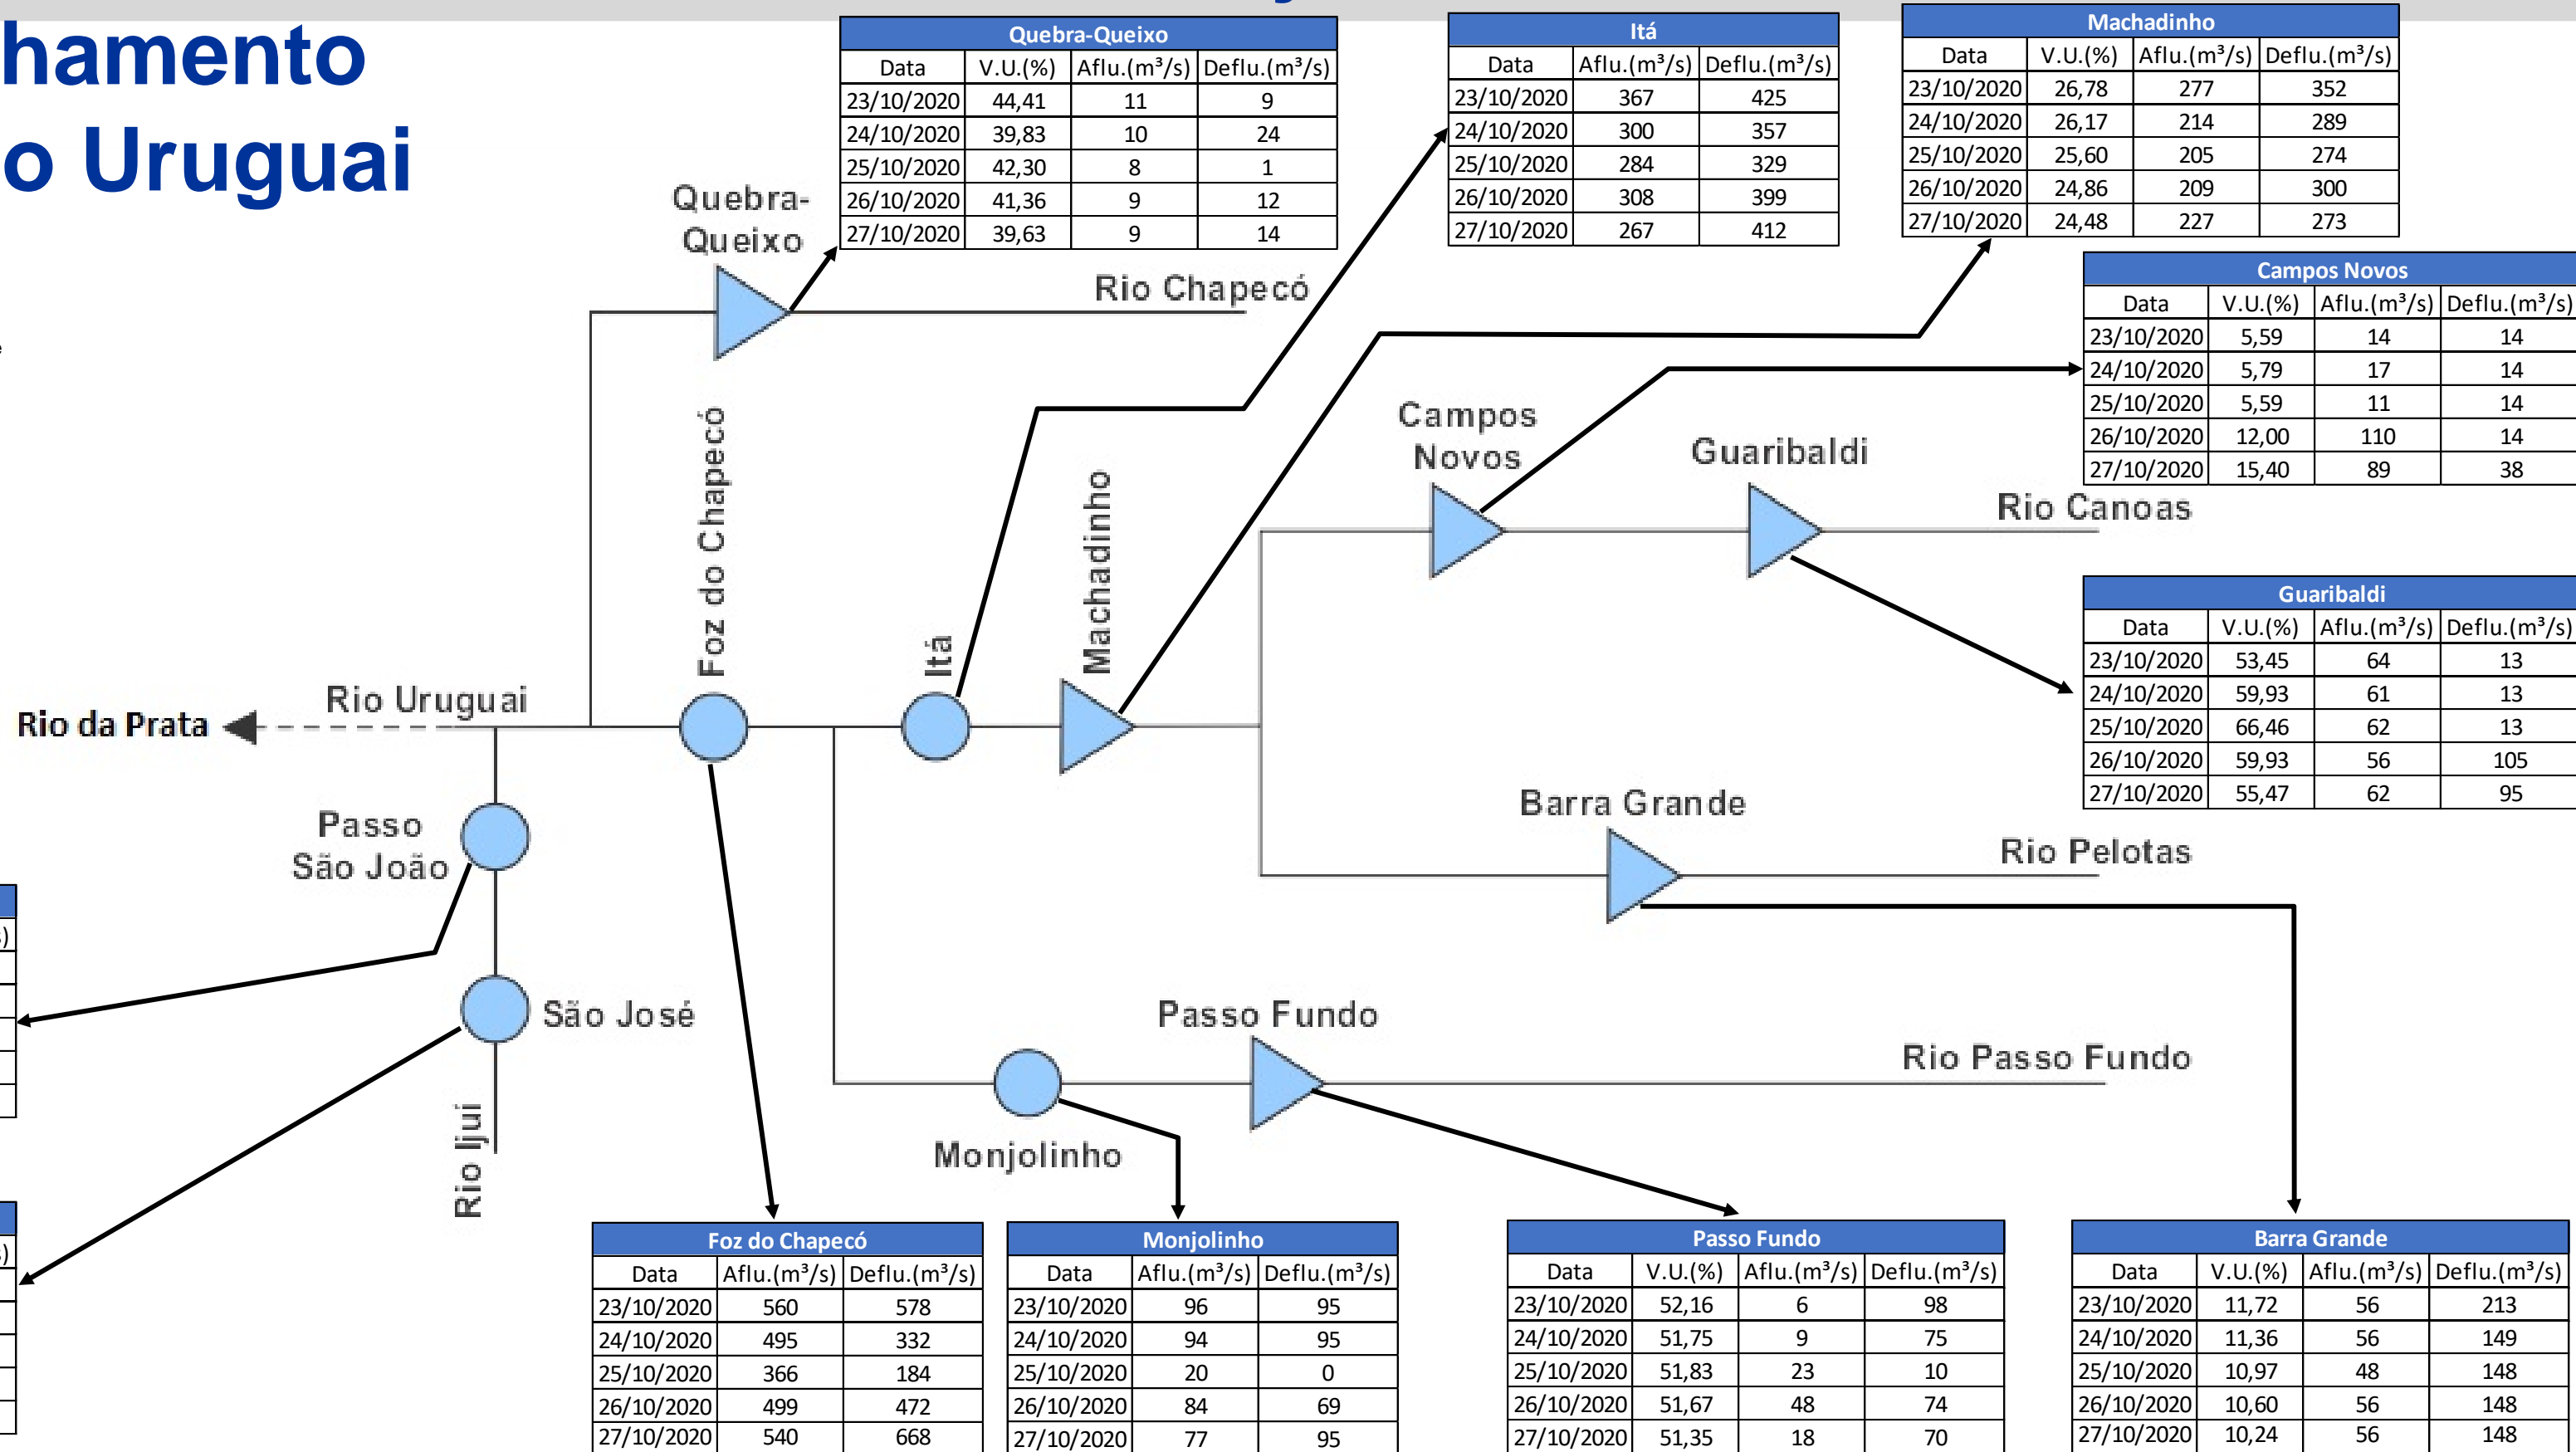 hamento
o Uruguai
Quebra-Queixo
Data V.U.(%) Aflu.(m³/s) Deflu.(m³/s)
23/10/2020 44,41 11 9
24/10/2020 39,83 10 24
25/10/2020 42,30 8 1
26/10/2020 41,36 9 12
27/10/2020 39,63 9 14
Itá
Data Aflu.(m³/s) Deflu.(m³/s)
23/10/2020 367 425
24/10/2020 300 357
25/10/2020 284 329
26/10/2020 308 399
27/10/2020 267 412
Machadinho
Data V.U.(%) Aflu.(m³/s) Deflu.(m³/s)
23/10/2020 26,78 277 352
24/10/2020 26,17 214 289
25/10/2020 25,60 205 274
26/10/2020 24,86 209 300
27/10/2020 24,48 227 273
Campos Novos
Data V.U.(%) Aflu.(m³/s) Deflu.(m³/s)
23/10/2020 5,59 14 14
24/10/2020 5,79 17 14
25/10/2020 5,59 11 14
26/10/2020 12,00 110 14
27/10/2020 15,40 89 38
Quebra-
Queixo
Rio Chapecó
Foz do Chapecó
Itá
Machadinho
Campos
Novos
Guaribaldi
Rio Canoas
Guaribaldi
Data V.U.(%) Aflu.(m³/s) Deflu.(m³/s)
23/10/2020 53,45 64 13
24/10/2020 59,93 61 13
25/10/2020 66,46 62 13
26/10/2020 59,93 56 105
27/10/2020 55,47 62 95
Rio da Prata
Rio Uruguai
Passo
São João
São José
Rio Ijuí
Barra Grande
Rio Pelotas
Passo Fundo
Rio Passo Fundo
Monjolinho
Foz do Chapecó
Data Aflu.(m³/s) Deflu.(m³/s)
23/10/2020 560 578
24/10/2020 495 332
25/10/2020 366 184
26/10/2020 499 472
27/10/2020 540 668
Monjolinho
Data Aflu.(m³/s) Deflu.(m³/s)
23/10/2020 96 95
24/10/2020 94 95
25/10/2020 20 0
26/10/2020 84 69
27/10/2020 77 95
Passo Fundo
Data V.U.(%) Aflu.(m³/s) Deflu.(m³/s)
23/10/2020 52,16 6 98
24/10/2020 51,75 9 75
25/10/2020 51,83 23 10
26/10/2020 51,67 48 74
27/10/2020 51,35 18 70
Barra Grande
Data V.U.(%) Aflu.(m³/s) Deflu.(m³/s)
23/10/2020 11,72 56 213
24/10/2020 11,36 56 149
25/10/2020 10,97 48 148
26/10/2020 10,60 56 148
27/10/2020 10,24 56 148